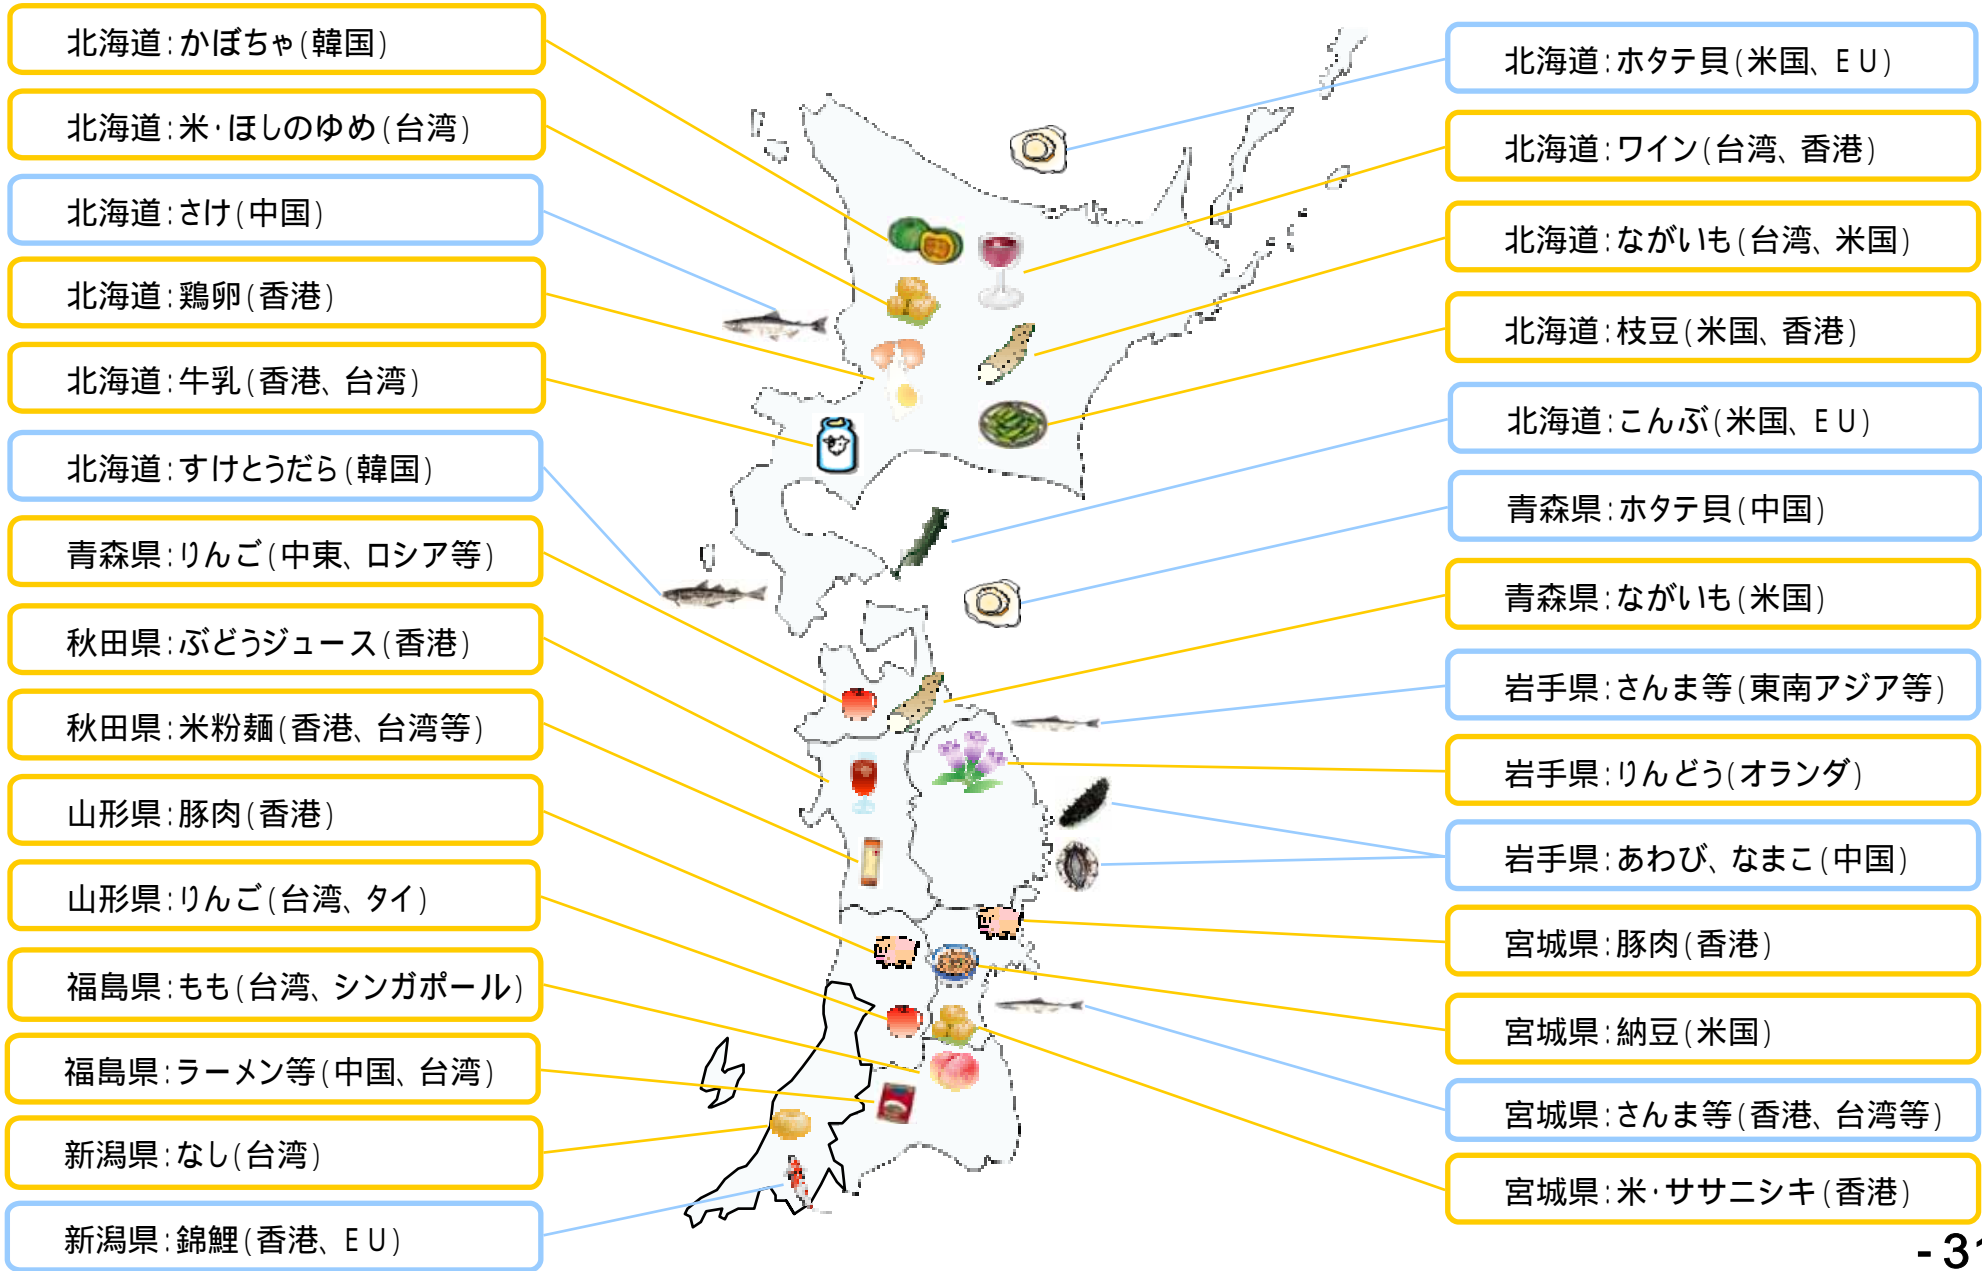 北海道:かぼちゃ(韓国)
北海道:米・ほしのゆめ(台湾)
北海道:さけ(中国)
北海道:鶏卵(香港)
北海道:牛乳(香港、台湾)
北海道:すけとうだら(韓国)
青森県:りんご(中東、ロシア等)
秋田県:ぶどうジュース(香港)
秋田県:米粉麺(香港、台湾等)
山形県:豚肉(香港)
山形県:りんご(台湾、タイ)
福島県:もも(台湾、シンガポール)
福島県:ラーメン等(中国、台湾)
新潟県:なし(台湾)
新潟県:錦鯉(香港、EU)
北海道:ホタテ貝(米国、EU)
北海道:ワイン(台湾、香港)
北海道:ながいも(台湾、米国)
北海道:枝豆(米国、香港)
北海道:こんぶ(米国、EU)
青森県:ホタテ貝(中国)
青森県:ながいも(米国)
岩手県:さんま等(東南アジア等)
岩手県:りんどう(オランダ)
岩手県:あわび、なまこ(中国)
宮城県:豚肉(香港)
宮城県:納豆(米国)
宮城県:さんま等(香港、台湾等)
宮城県:米・ササニシキ(香港)